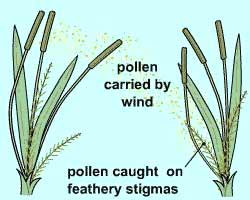 pollen
carried by
wind
pollen caught on
feathery stigmas